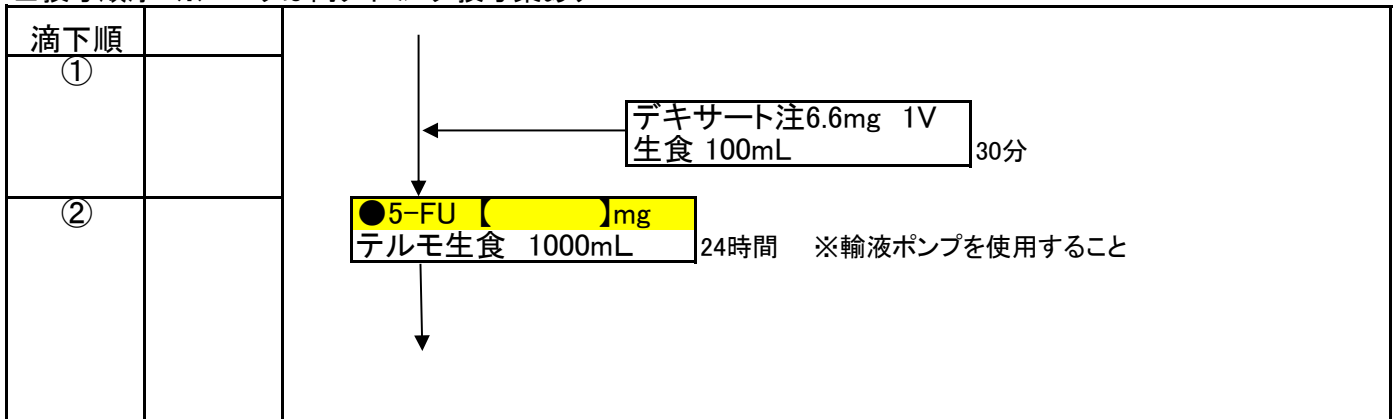 滴下順
①
デキサート注6.6mg 1V
生食 100mL
30分
②
●5-FU 【 】mg
テルモ生食 1000mL
24時間 ※輸液ポンプを使用すること